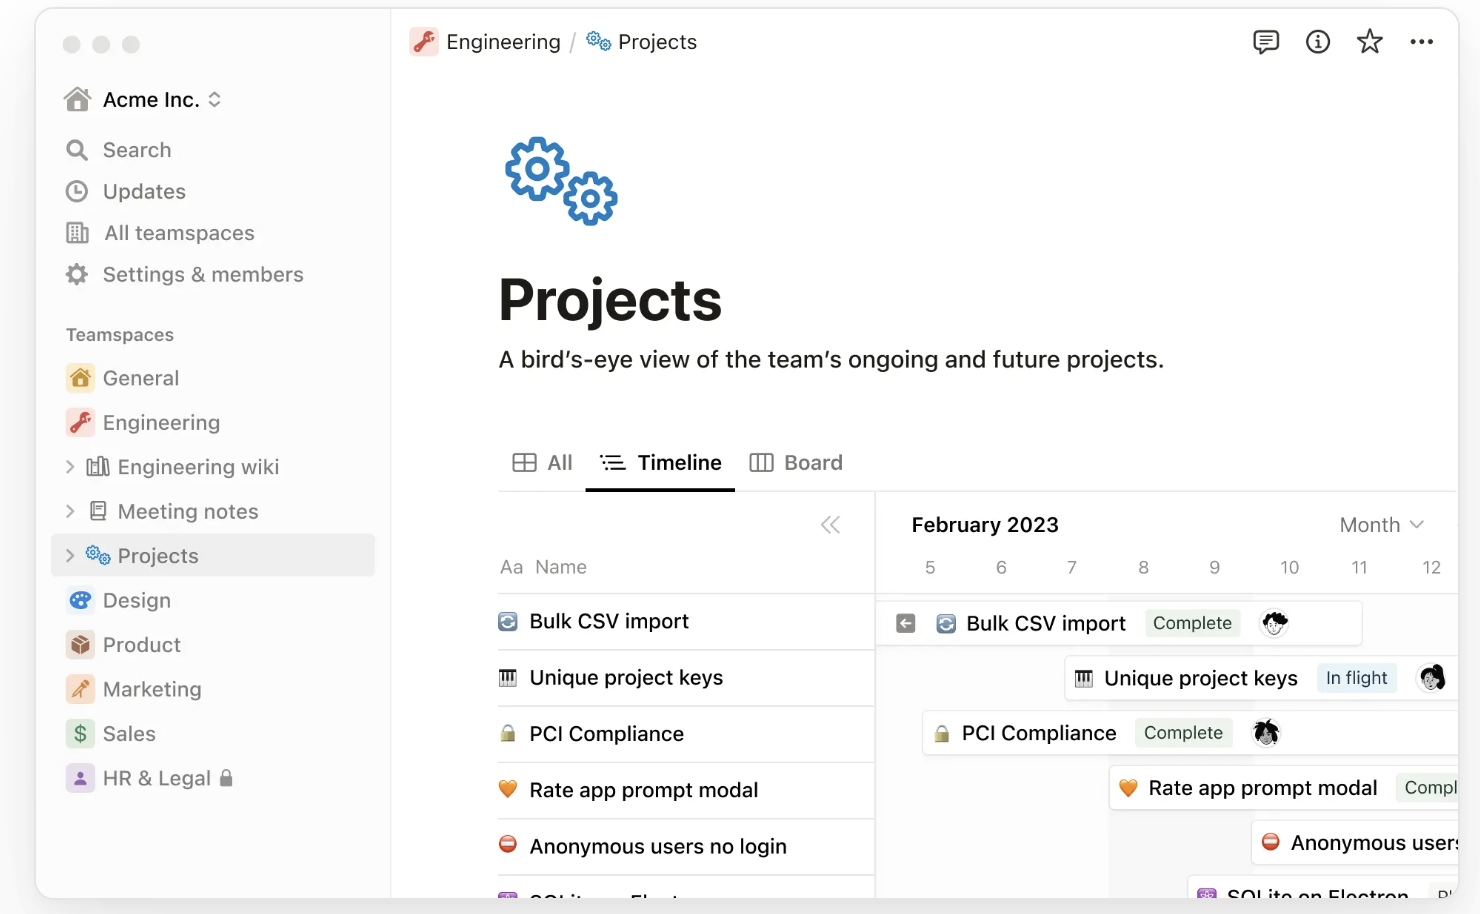 Acme Inc.
Search
Updates
All teamspaces
Settings & members
Teamspaces
General
Engineering
Engineering wiki
Meeting notes
Projects
Design
Product
Marketing
Sales
HR & Legal
Engineering / Projects
Projects
A bird’s-eye view of the team’s ongoing and future projects.
All Timeline Board
Aa Name
Bulk CSV import
Unique project keys
PCI Compliance
Rate app prompt modal
Anonymous users no login
February 2023 Month
5 6 7 8 9 10 11 12
Bulk CSV import Complete
Unique project keys In flight
PCI Compliance Complete
Rate app prompt modal Compl
Anonymous users
SQLite on Electron